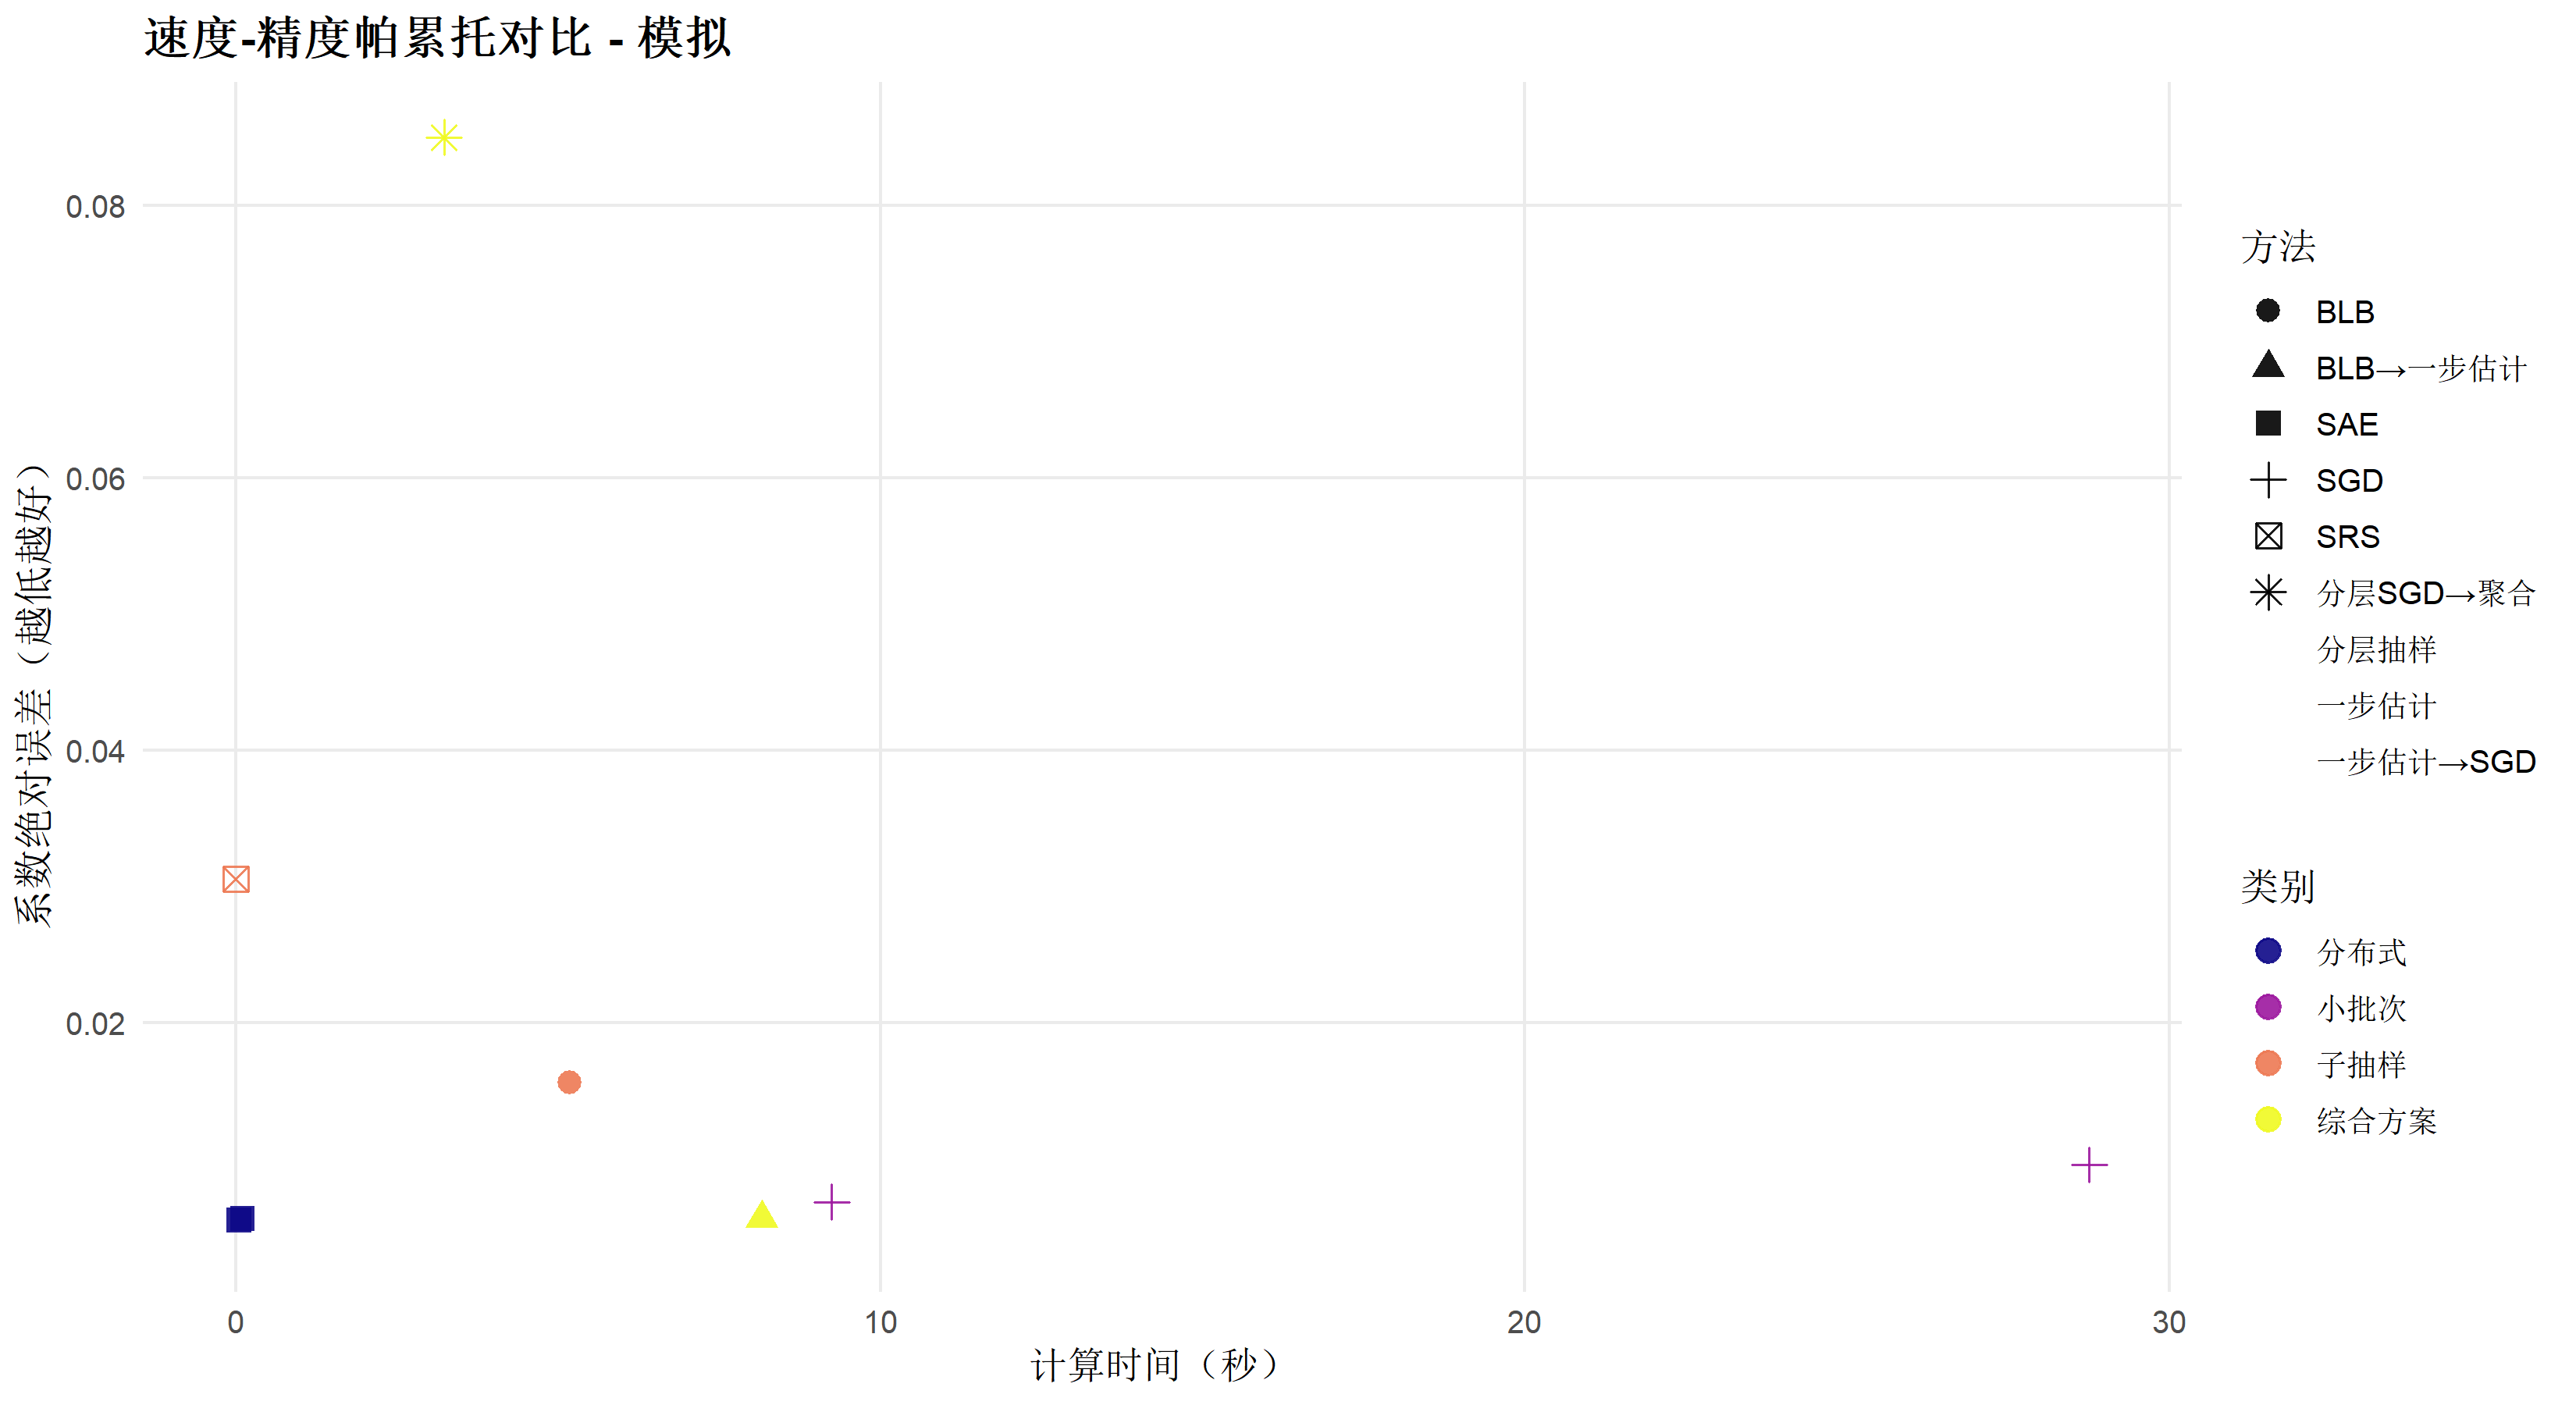 速度-精度帕累托对比 - 模拟
系数绝对误差（越低越好）
0.08
0.06
0.04
0.02
0
10
20
30
计算时间（秒）
方法
BLB
BLB→一步估计
SAE
SGD
SRS
分层SGD→聚合
分层抽样
一步估计
一步估计→SGD
类别
分布式
小批次
子抽样
综合方案